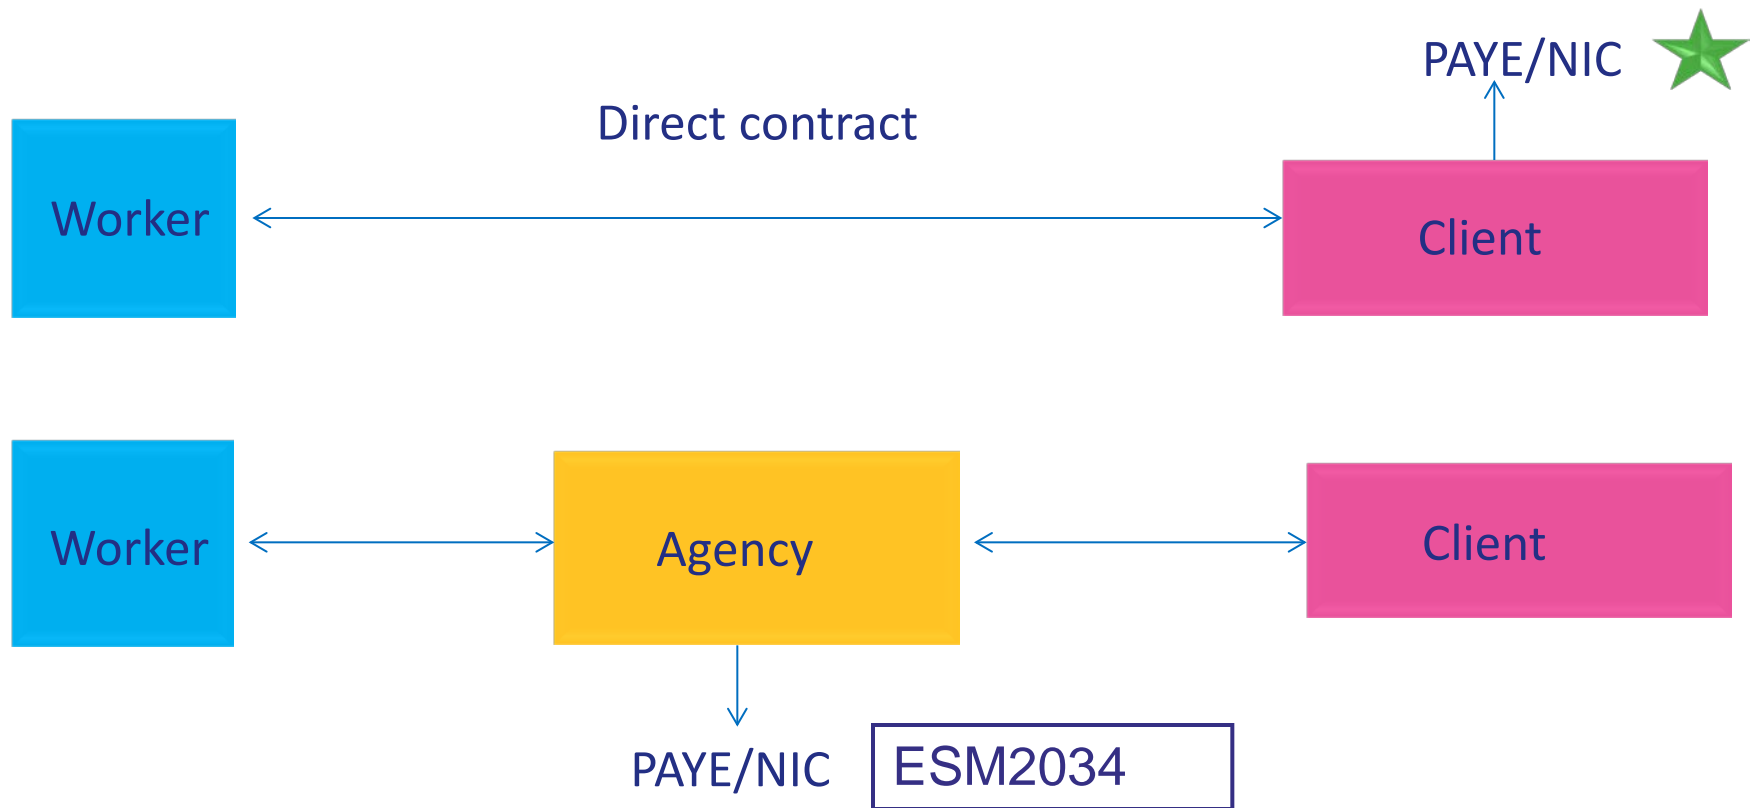 PAYE/NIC
Direct contract
Worker
Client
Worker
Agency
Client
PAYE/NIC
ESM2034